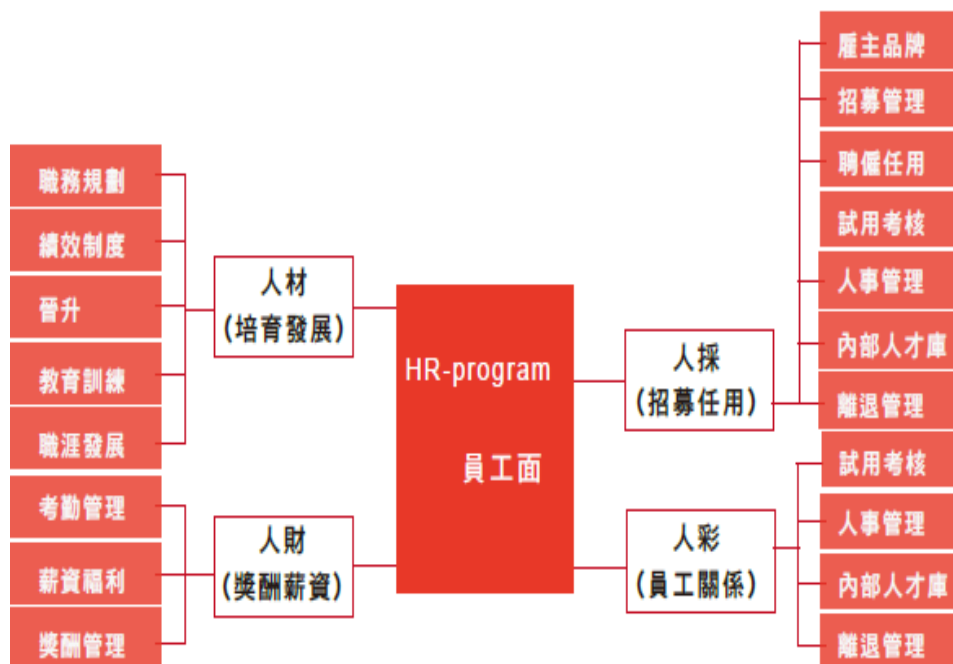 職務規劃
績效制度
晉升
教育訓練
職涯發展
考勤管理
薪資福利
獎酬管理
人材
(培育發展)
人財
(獎酬薪資)
HR-program
員工面
人採
(招募任用)
人彩
(員工關係)
雇主品牌
招募管理
聘僱任用
試用考核
人事管理
內部人才庫
離退管理
試用考核
人事管理
內部人才庫
離退管理